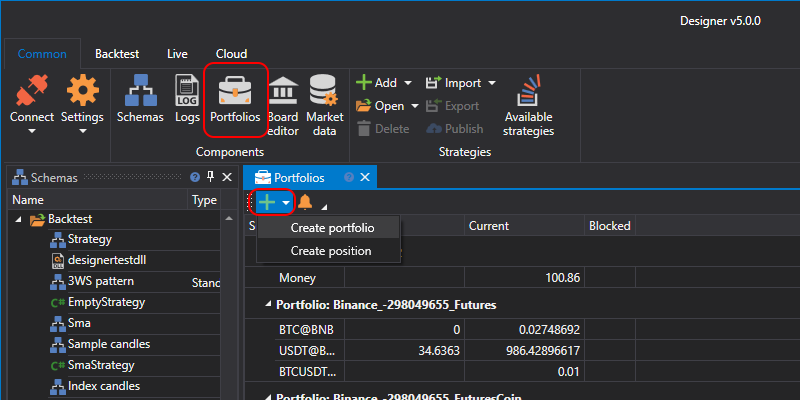 Designer v5.0.0
Common Backtest Live Cloud
Connect Settings Schemas Logs Portfolios Board editor Market data
LOG
Add Import
Open Export
Delete Publish
Available strategies
Components Strategies
Schemas
Portfolios
Name Type
Current Blocked
Create portfolio
Create position
Backtest
Strategy
designertestdll
3WS pattern Stand
C# EmptyStrategy
Sma
Sample candles
C# SmaStrategy
Index candles
Money 100.86
Portfolio: Binance_-298049655_Futures
BTC@BNB 0 0.02748692
USDT@B... 34.6363 986.42896617
BTCUSDT... 0.01
Portfolio: Binance_-298049655_FuturesCoin